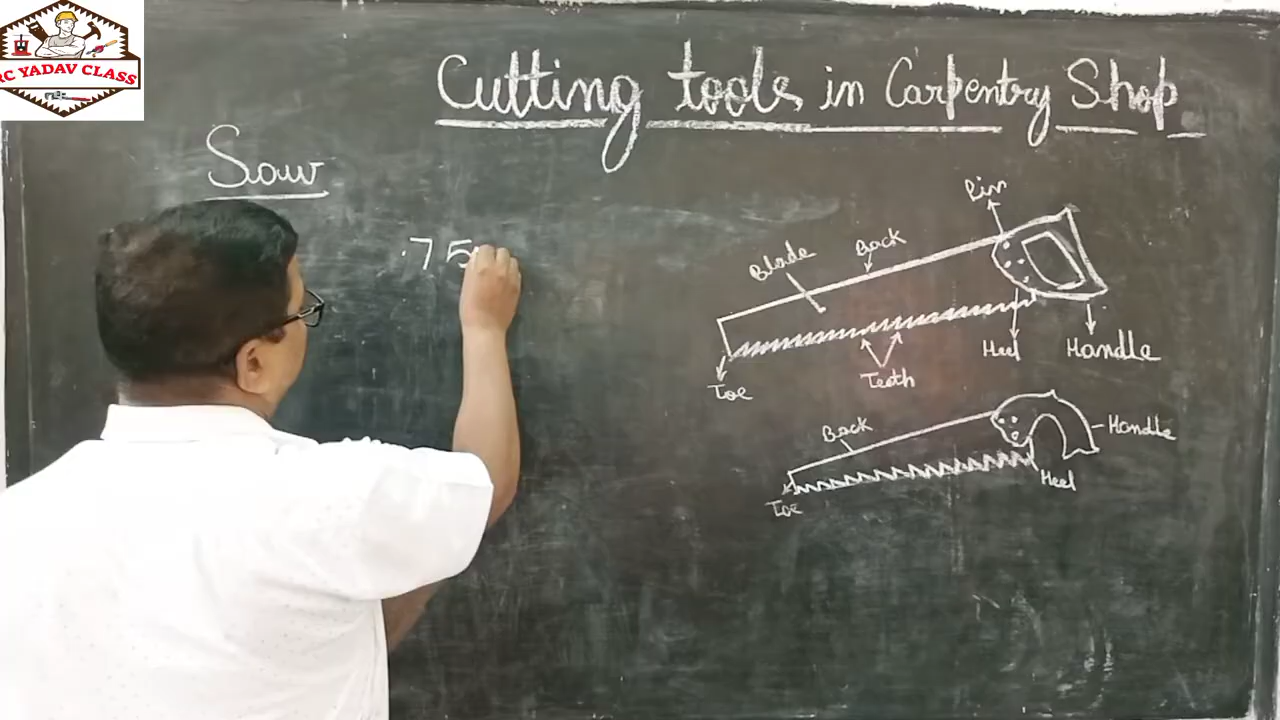 RC YADAV CLASS
Cutting tools in Carpentry Shop
Saw
.75
Pin
Blade
Back
Heel
Handle
Toe
Teeth
Back
Handle
Heel
Toe